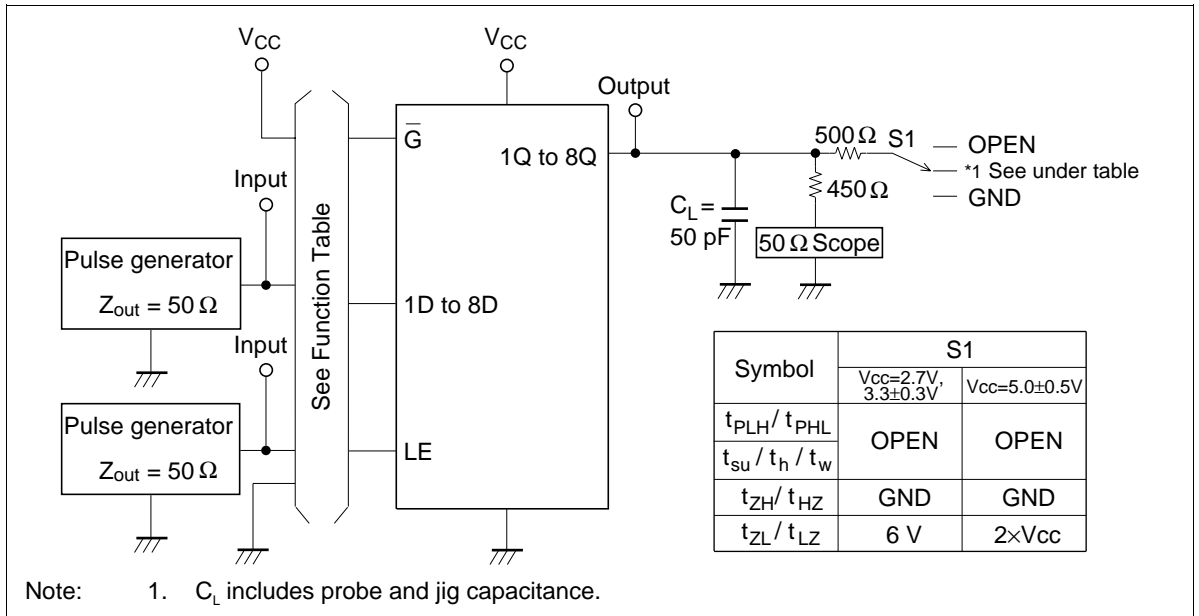 VCC
VCC
Output
G
1Q to 8Q
500 Ω S1
OPEN
*1 See under table
GND
450 Ω
CL = 50 pF
50 Ω Scope
Input
Pulse generator
Zout = 50 Ω
See Function Table
1D to 8D
Input
Pulse generator
Zout = 50 Ω
LE
Symbol S1
Vcc=2.7V, 3.3±0.3V Vcc=5.0±0.5V
tPLH / tPHL OPEN OPEN
tsu / th / tw
tZH / tHZ GND GND
tZL / tLZ 6 V 2×Vcc
Note: 1. CL includes probe and jig capacitance.